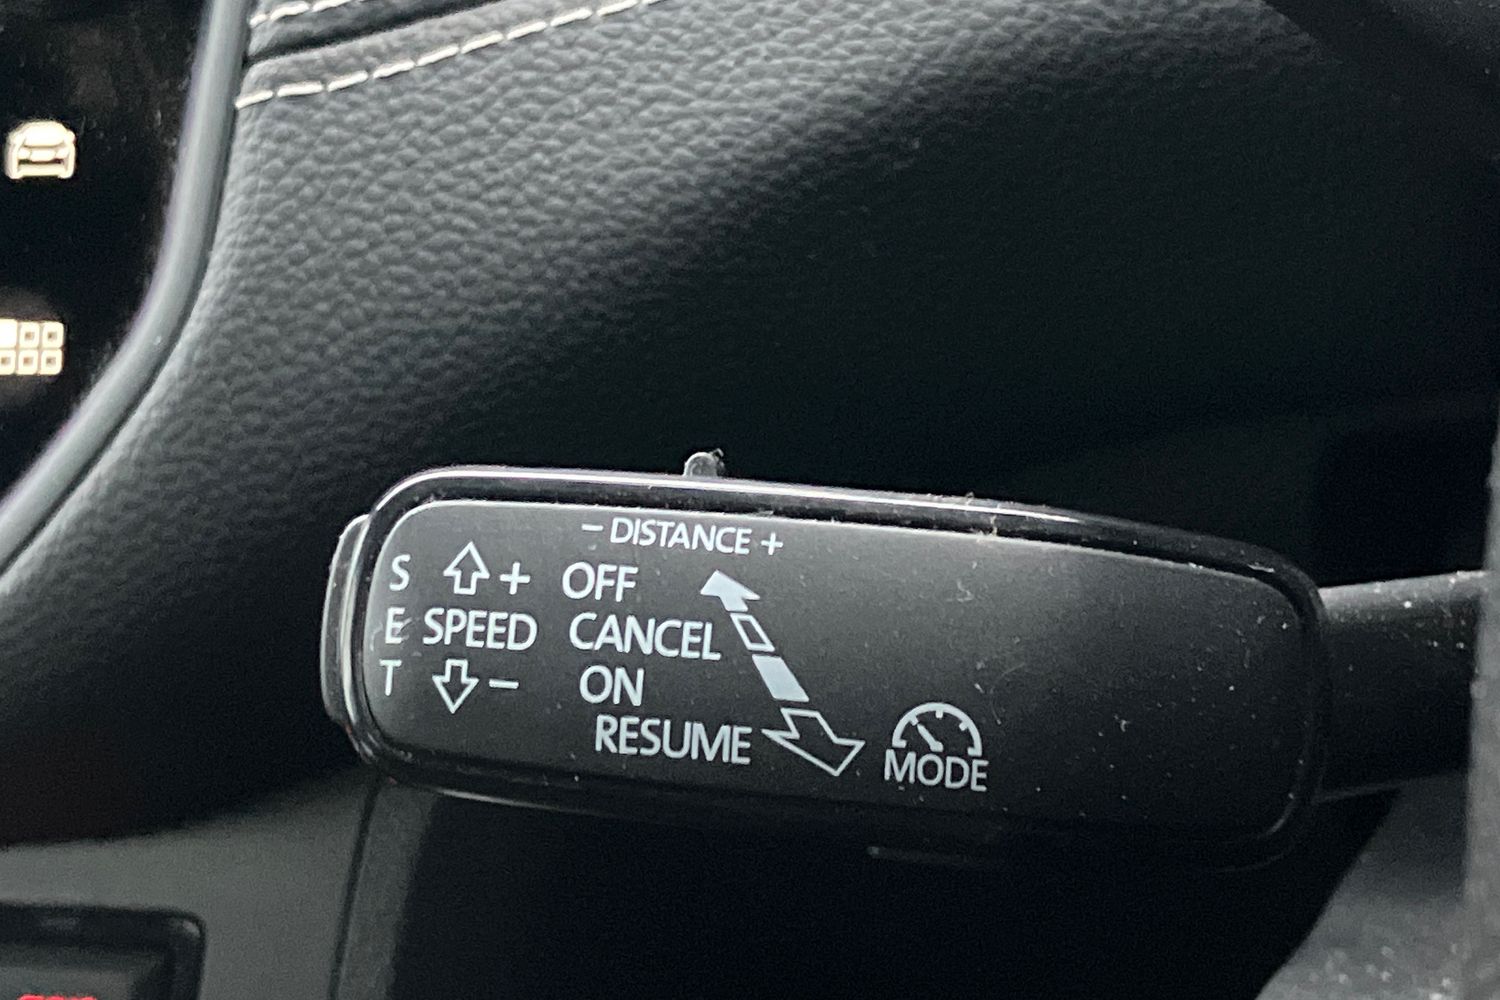 − DISTANCE +
S + OFF
E SPEED CANCEL
T − ON
RESUME
MODE